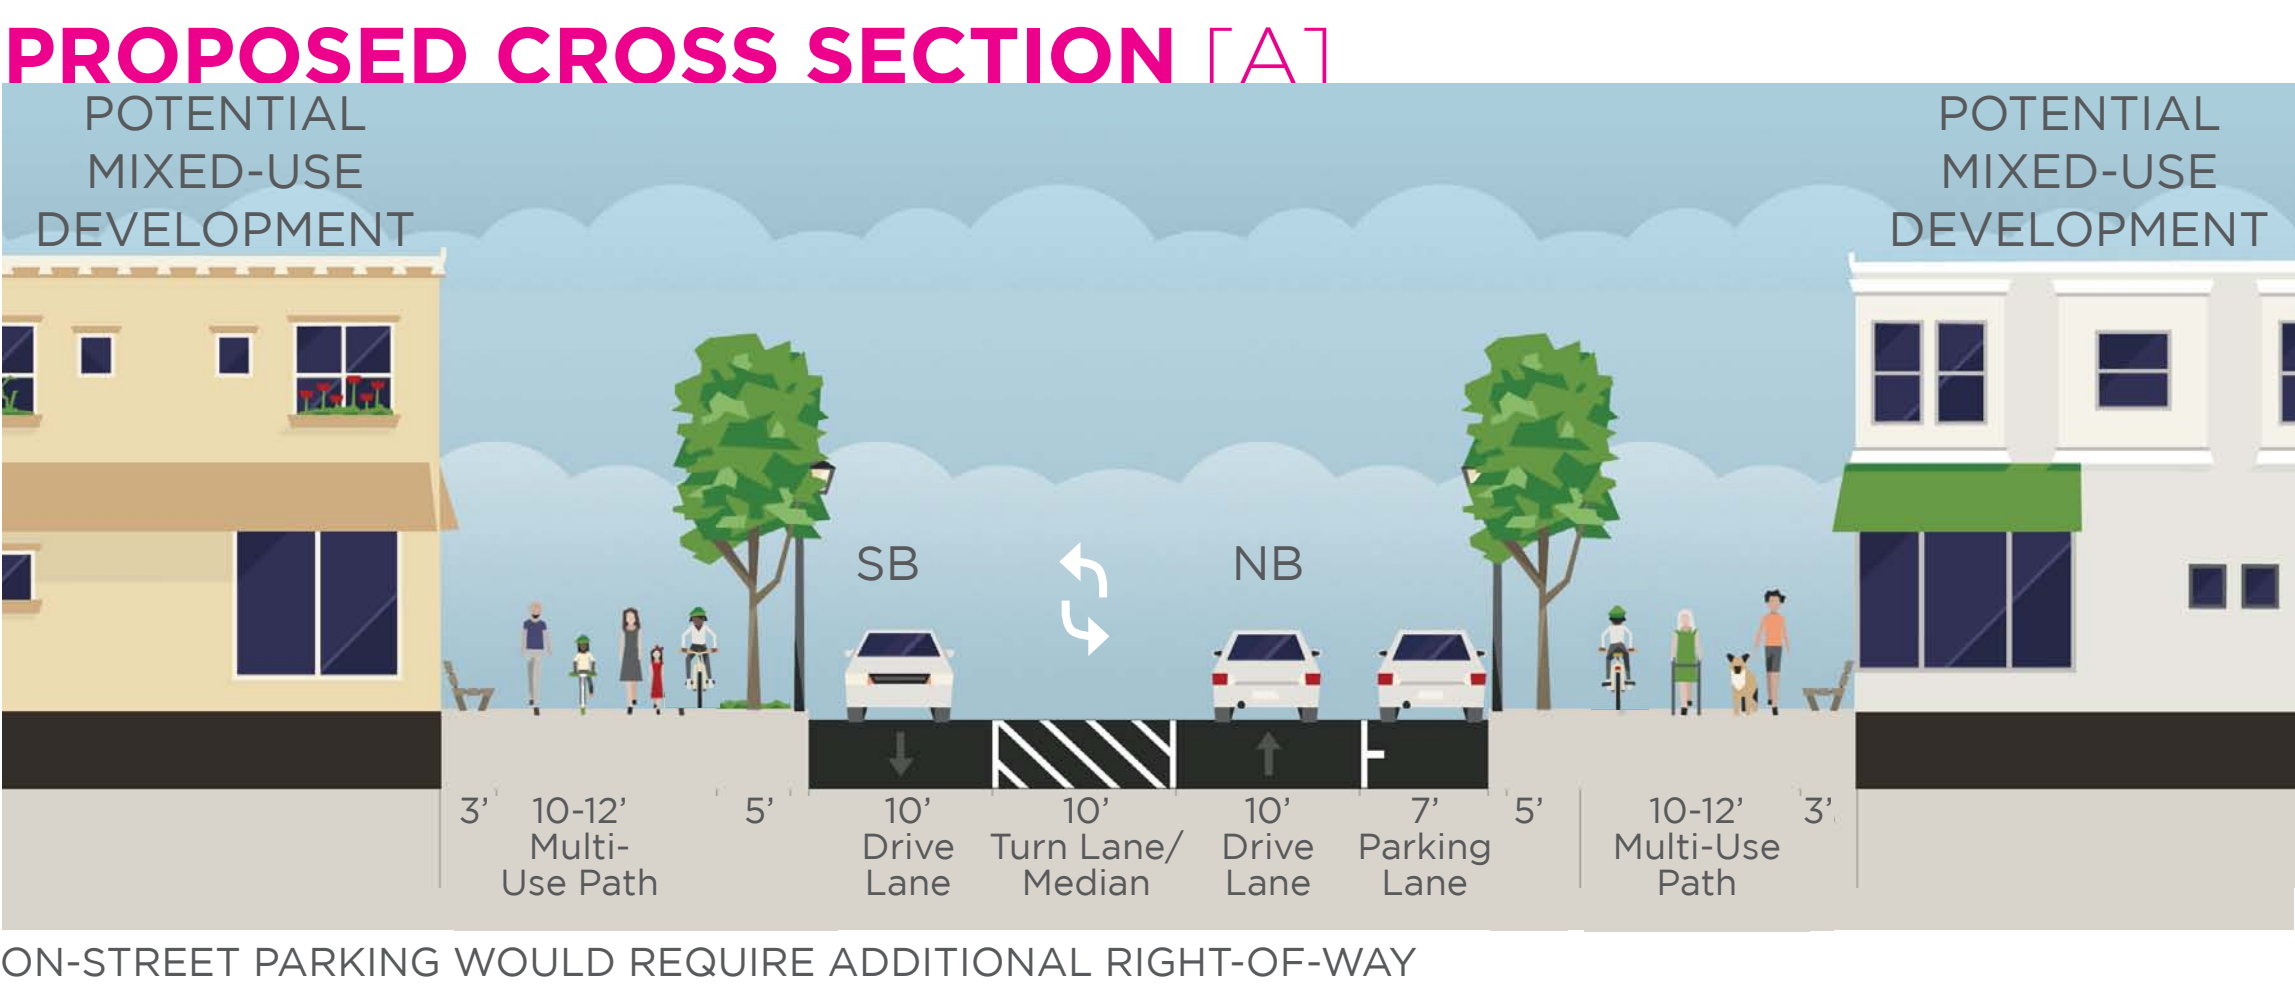 PROPOSED CROSS SECTION [A]
POTENTIAL
MIXED-USE
DEVELOPMENT
POTENTIAL
MIXED-USE
DEVELOPMENT
SB
NB
3’ 10-12’ 5’ 10’ 10’ 10’ 7’ 5’ 10-12’ 3’
Multi- Drive Turn Lane/ Drive Parking Multi-Use
Use Path Lane Median Lane Lane Path
ON-STREET PARKING WOULD REQUIRE ADDITIONAL RIGHT-OF-WAY